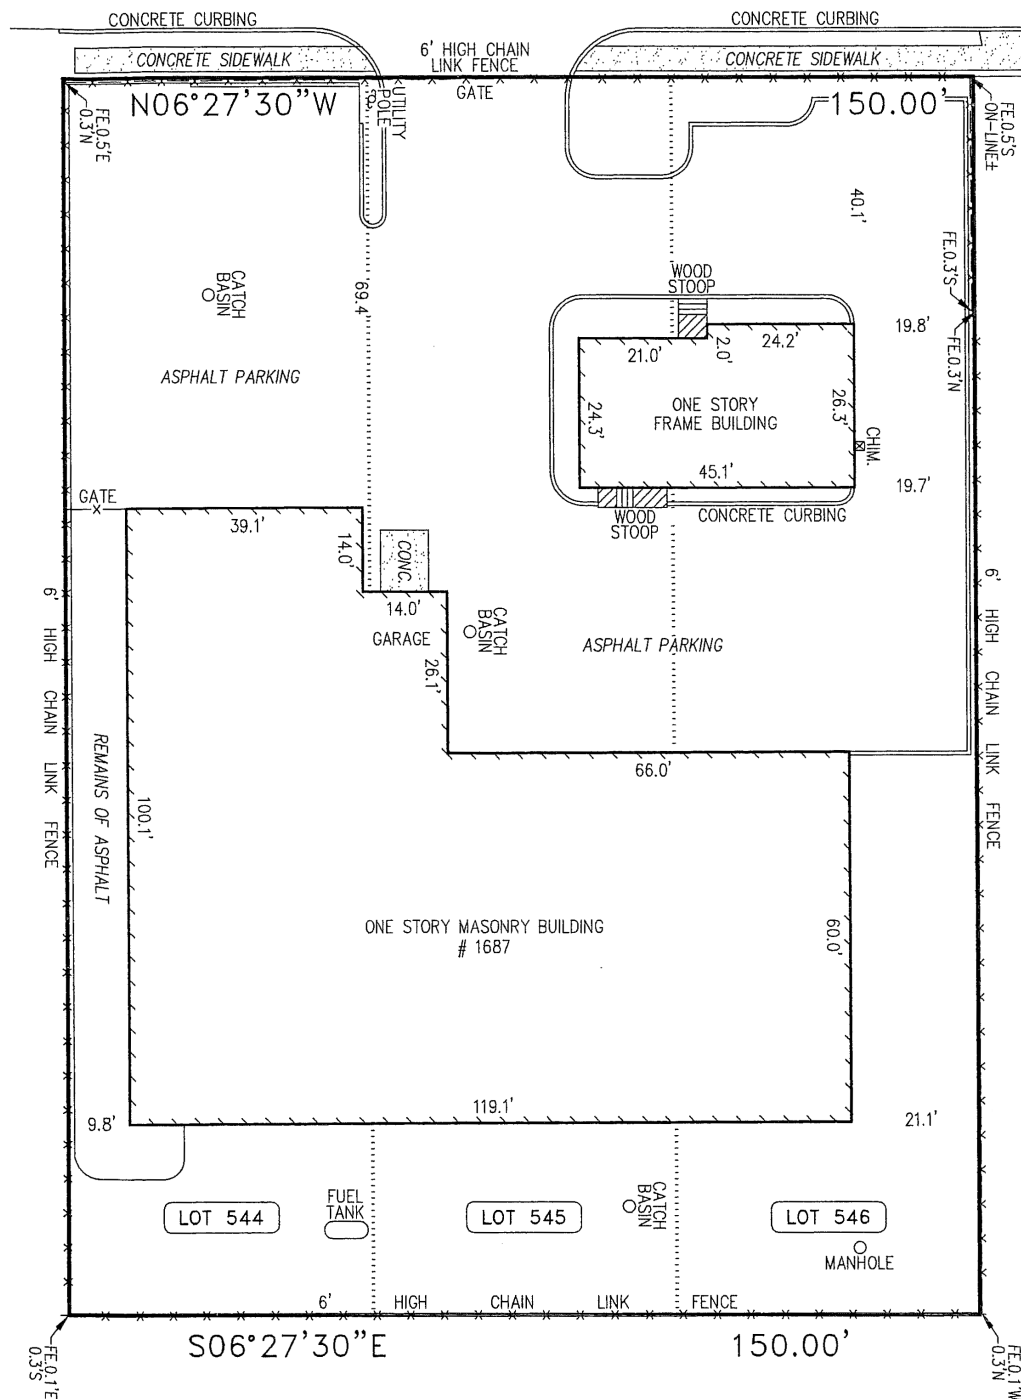 CONCRETE CURBING
CONCRETE CURBING
CONCRETE SIDEWALK
6' HIGH CHAIN
LINK FENCE
CONCRETE SIDEWALK
GATE
N06°27'30"W
UTILITY
POLE
150.00'
FE.0.5'E
0.3'N
FE.0.5'S
ON-LINE±
40.1'
FE.0.3'S
FE.0.3'N
CATCH
BASIN
69.4
WOOD
STOOP
19.8'
21.0'
2.0'
24.2'
ASPHALT PARKING
ONE STORY
FRAME BUILDING
24.3'
26.3'
CHIM.
45.1'
19.7'
GATE
39.1'
WOOD
STOOP
CONCRETE CURBING
14.0'
CONC.
14.0'
GARAGE
CATCH
BASIN
ASPHALT PARKING
26.1'
6' HIGH CHAIN LINK FENCE
6' HIGH CHAIN LINK FENCE
66.0'
REMAINS OF ASPHALT
100.1'
ONE STORY MASONRY BUILDING
# 1687
60.0'
9.8'
119.1'
21.1'
LOT 544
FUEL
TANK
LOT 545
CATCH
BASIN
LOT 546
MANHOLE
6' HIGH CHAIN LINK FENCE
S06°27'30"E
150.00'
FE.0.1'E
0.3'S
FE.0.1'W
0.3'N